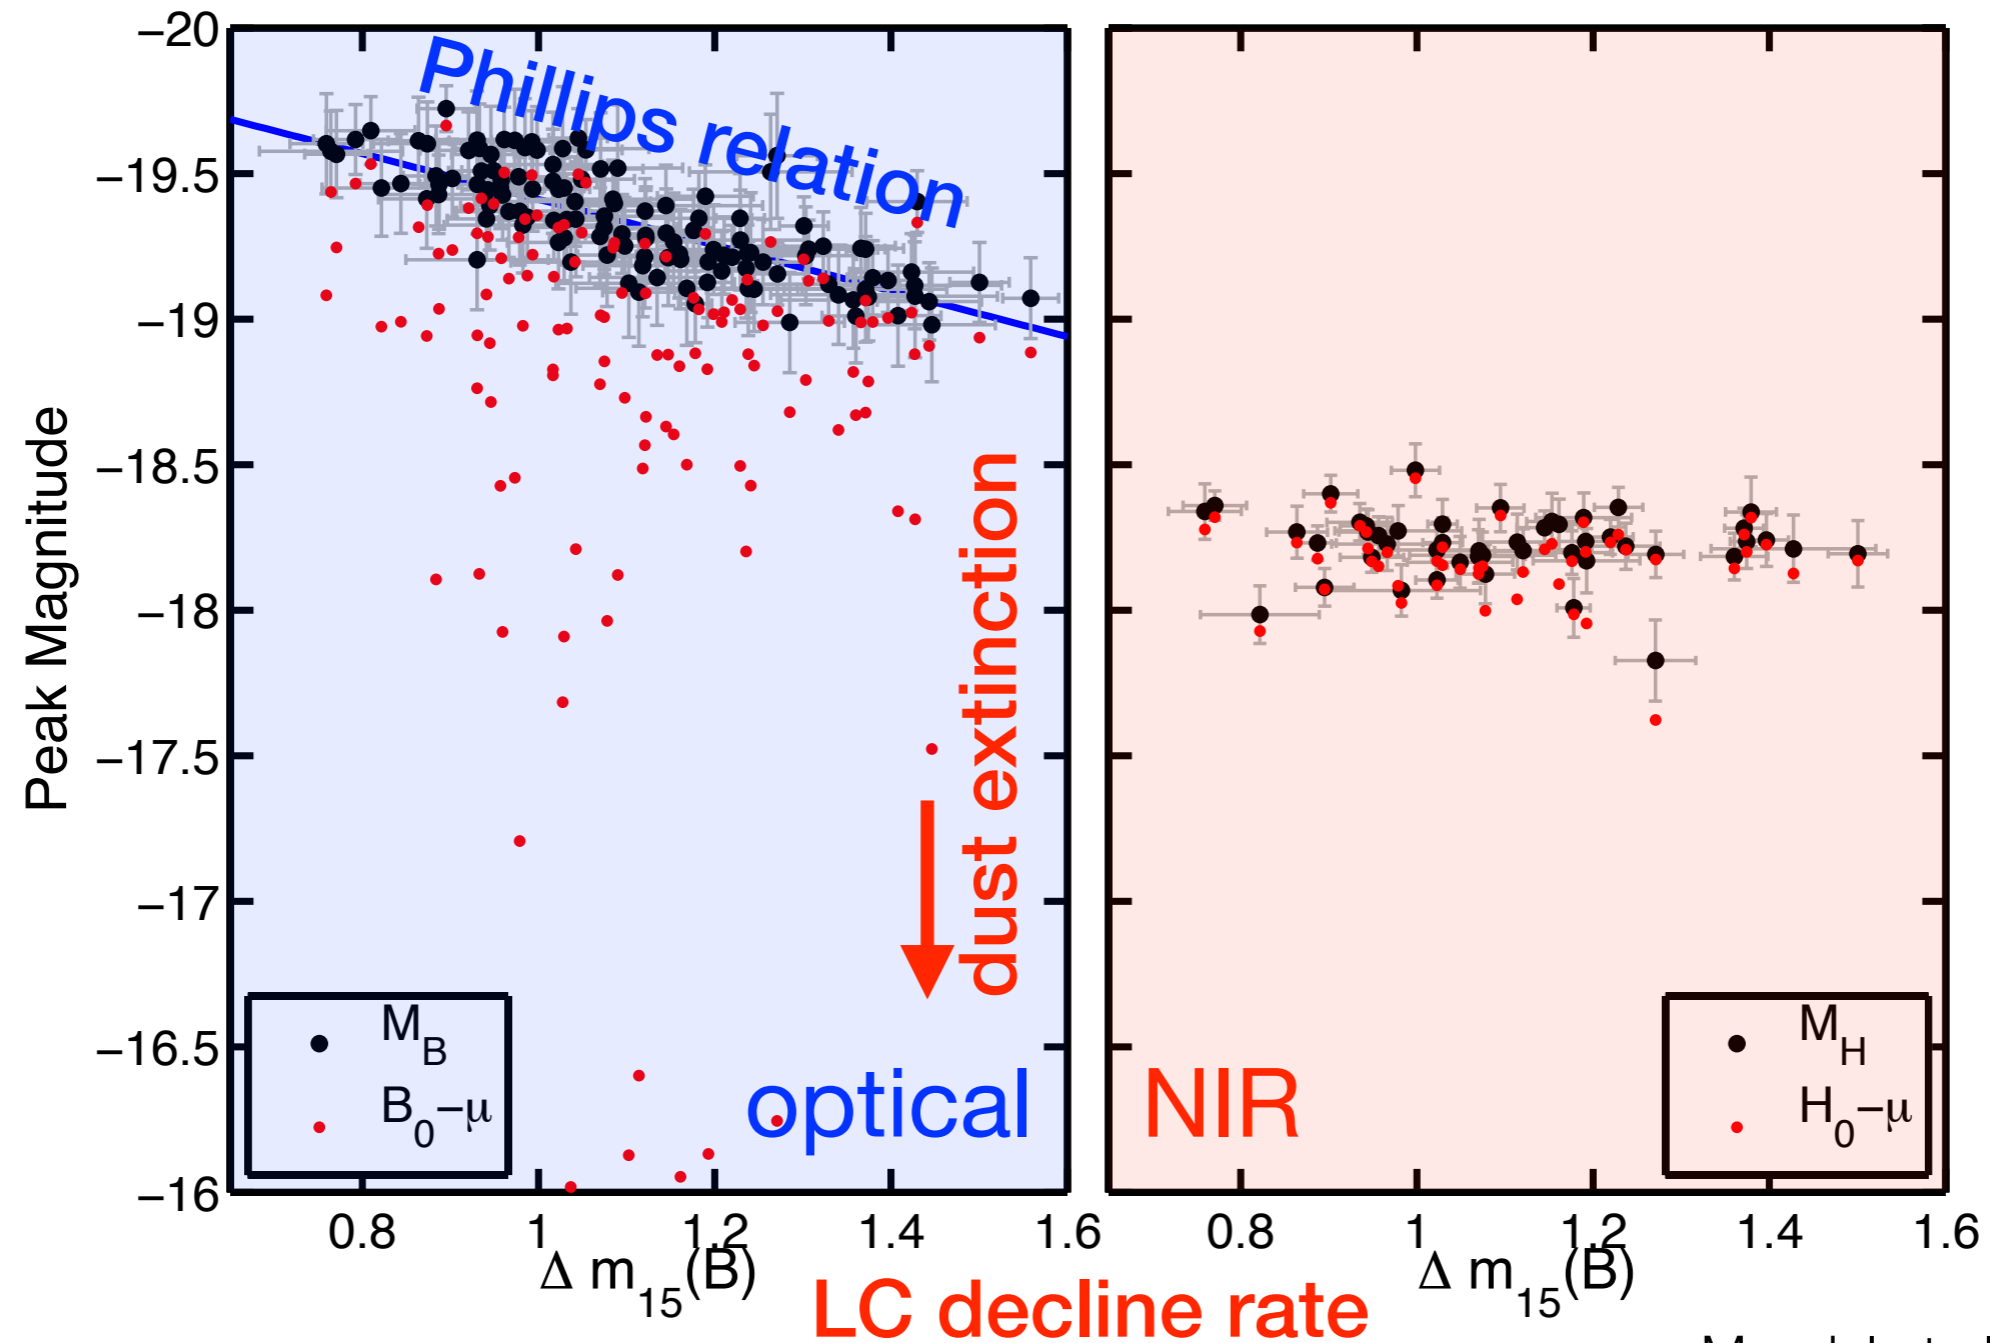 −20
−19.5
−19
−18.5
−18
−17.5
−17
−16.5
−16
Peak Magnitude
Phillips relation
dust extinction
M_B
B_0−μ
optical
0.8 1 1.2 1.4 1.6
Δ m_15(B)
NIR
M_H
H_0−μ
0.8 1 1.2 1.4 1.6
Δ m_15(B)
LC decline rate